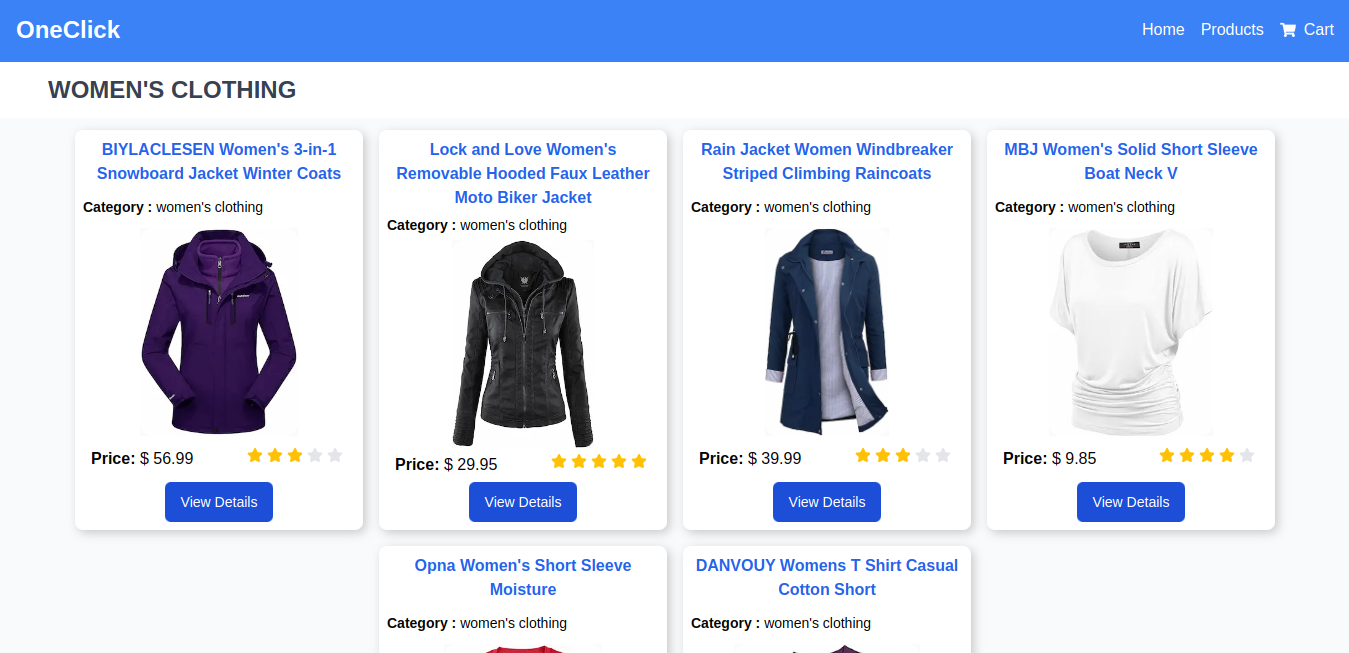 OneClick
Home Products Cart
WOMEN'S CLOTHING
BIYLACLESEN Women's 3-in-1
Snowboard Jacket Winter Coats
Category : women's clothing
Price: $ 56.99
View Details
Lock and Love Women's
Removable Hooded Faux Leather
Moto Biker Jacket
Category : women's clothing
Price: $ 29.95
View Details
Rain Jacket Women Windbreaker
Striped Climbing Raincoats
Category : women's clothing
Price: $ 39.99
View Details
MBJ Women's Solid Short Sleeve
Boat Neck V
Category : women's clothing
Price: $ 9.85
View Details
Opna Women's Short Sleeve
Moisture
Category : women's clothing
DANVOUY Womens T Shirt Casual
Cotton Short
Category : women's clothing